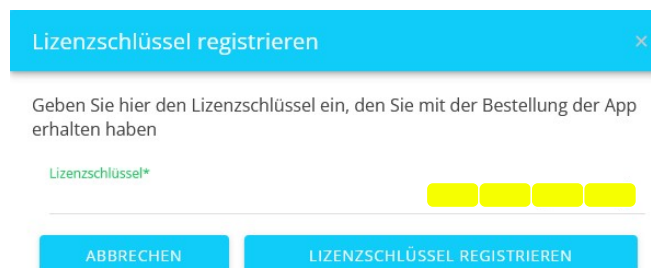 Lizenzschlüssel registrieren ×
Geben Sie hier den Lizenzschlüssel ein, den Sie mit der Bestellung der App
erhalten haben
Lizenzschlüssel*
ABBRECHEN LIZENZSCHLÜSSEL REGISTRIEREN